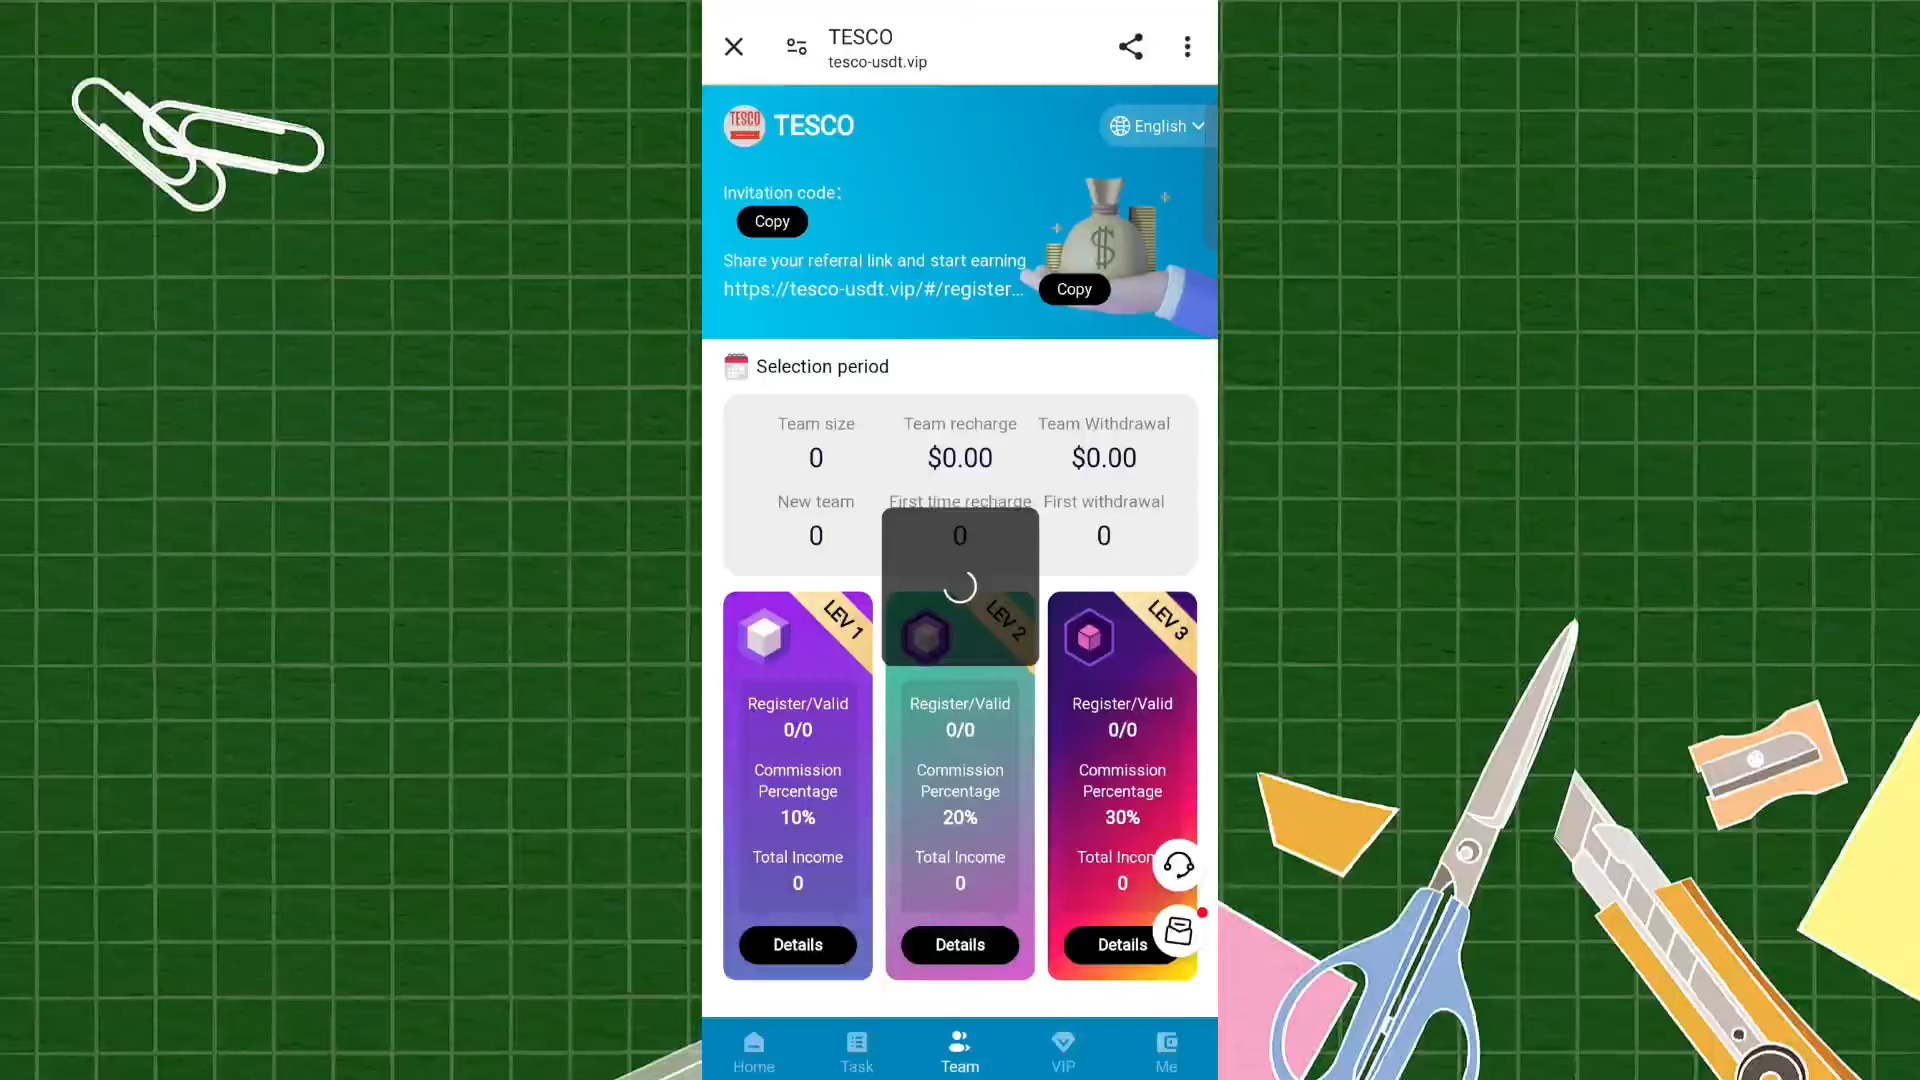 TESCO
tesco-usdt.vip
TESCO
TESCO
English
Invitation code:
Copy
Share your referral link and start earning
https://tesco-usdt.vip/#/register...
Copy
Selection period
Team size
Team recharge
Team Withdrawal
0
$0.00
$0.00
New team
First time recharge
First withdrawal
0
0
0
LEV 1
LEV 2
LEV 3
Register/Valid
Register/Valid
Register/Valid
0/0
0/0
0/0
Commission
Percentage
Commission
Percentage
Commission
Percentage
10%
20%
30%
Total Income
Total Income
Total Incom
0
0
0
Details
Details
Details
Home
Task
Team
VIP
Me